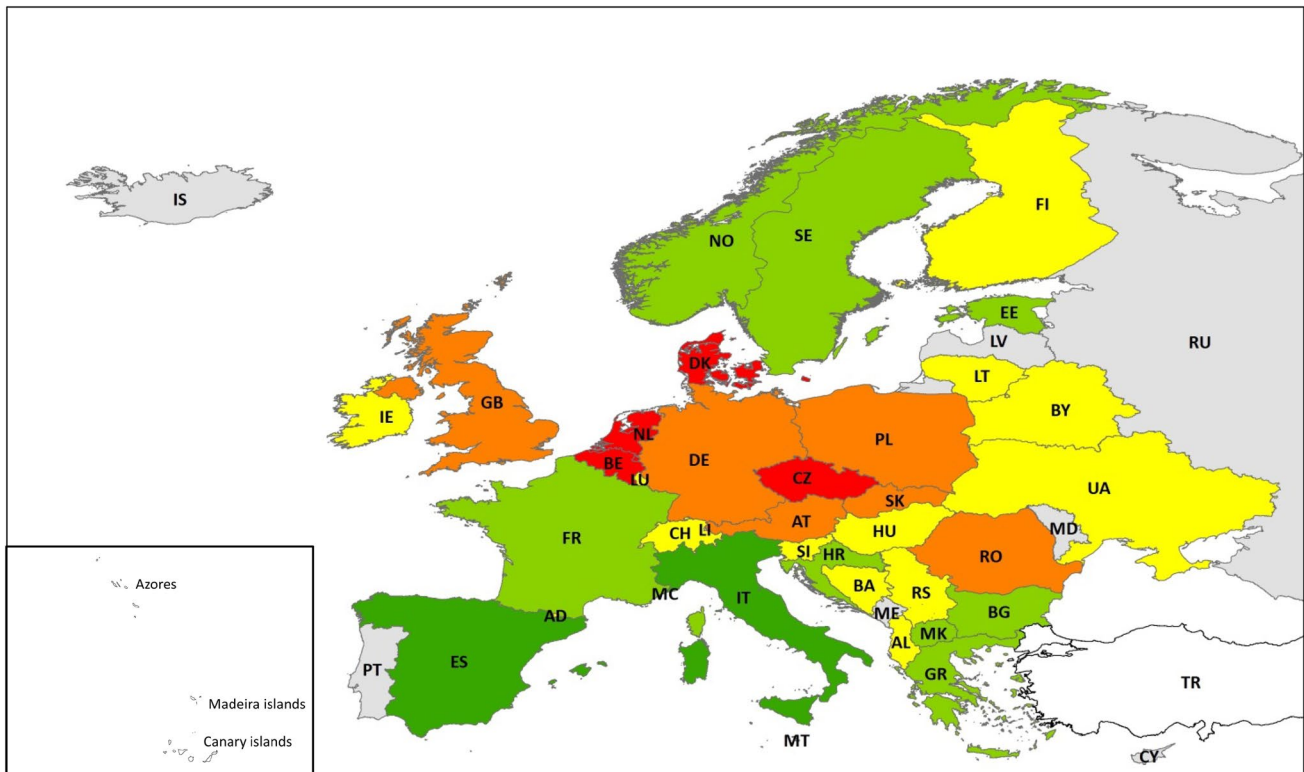 IS
FI
NO
SE
EE
LV
RU
DK
LT
GB
IE
BY
NL
PL
BE
DE
CZ
LU
UA
SK
AT
CH
LI
HU
MD
FR
SI
HR
RO
BA
RS
Azores
MC
IT
ME
BG
AD
MK
AL
PT
ES
GR
TR
Madeira islands
Canary islands
MT
CY